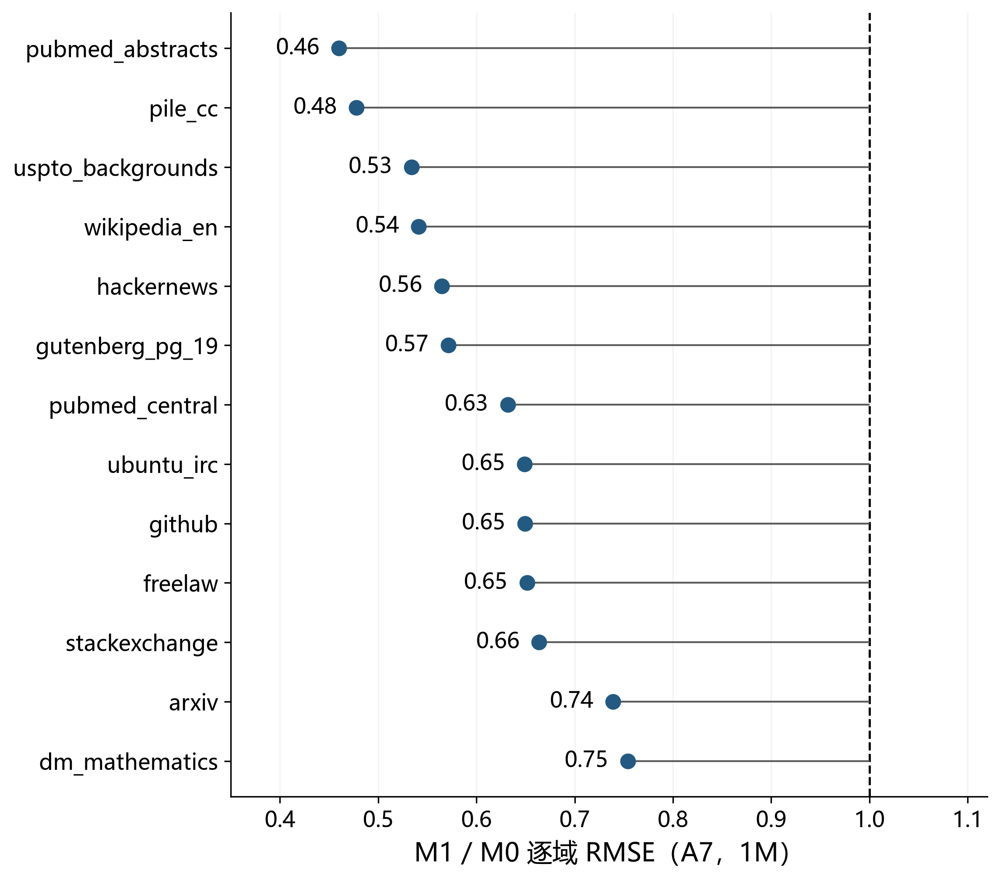 pubmed_abstracts 0.46
pile_cc 0.48
uspto_backgrounds 0.53
wikipedia_en 0.54
hackernews 0.56
gutenberg_pg_19 0.57
pubmed_central 0.63
ubuntu_irc 0.65
github 0.65
freelaw 0.65
stackexchange 0.66
arxiv 0.74
dm_mathematics 0.75
0.4 0.5 0.6 0.7 0.8 0.9 1.0 1.1
M1 / M0 逐域 RMSE（A7，1M）